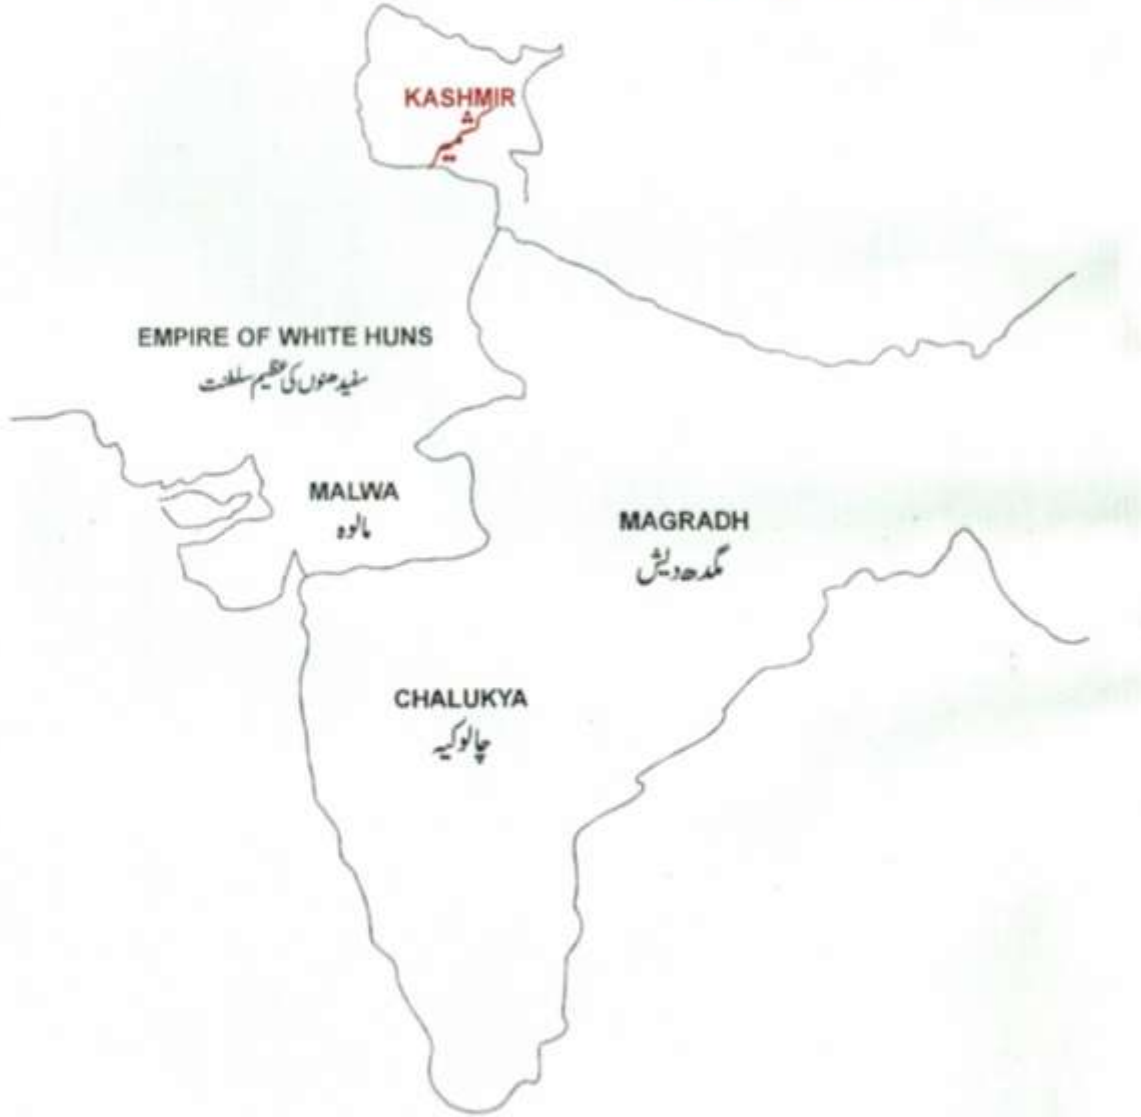 KASHMIR
کشمیر
EMPIRE OF WHITE HUNS
سفید ھنوں کی عظیم سلطنت
MALWA
مالوہ
MAGRADH
مگدھ دیش
CHALUKYA
چالوکیہ